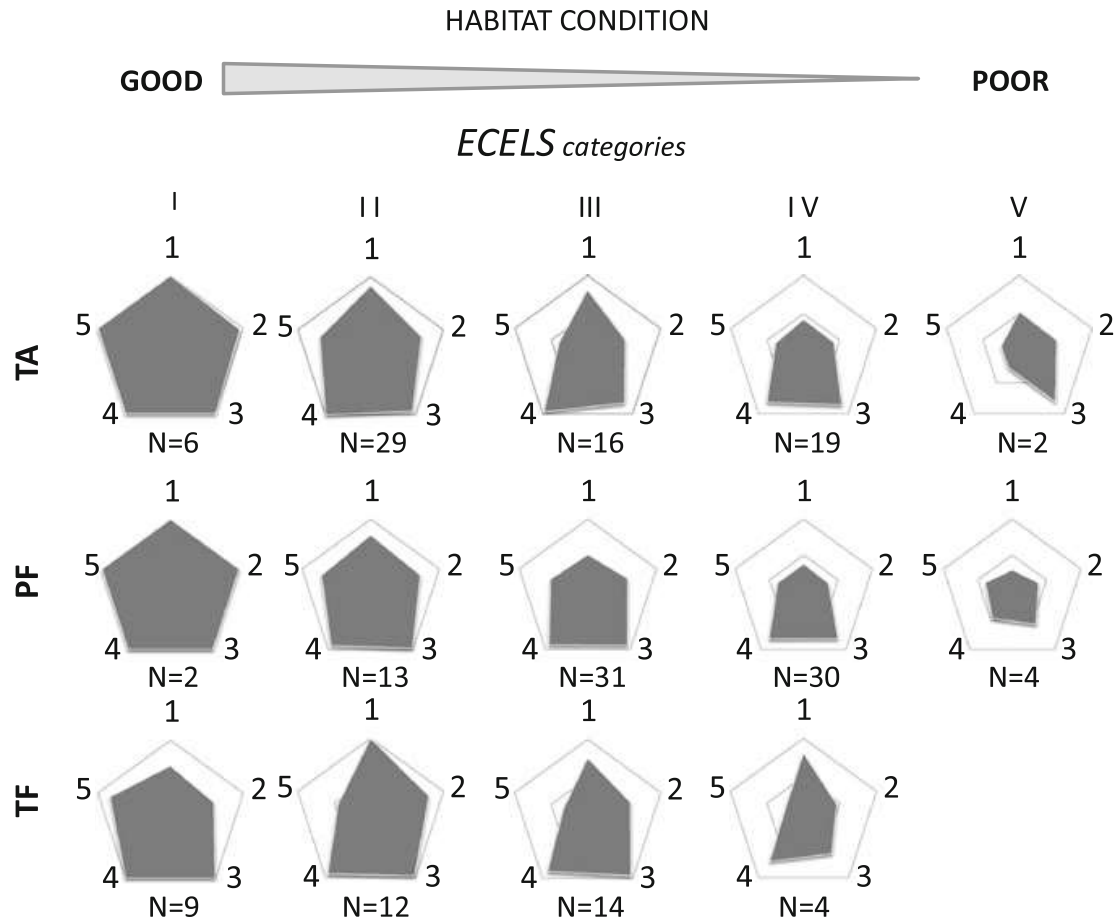 HABITAT CONDITION
GOOD POOR
ECELS categories
I II III IV V
1 1 1 1 1
TA
5 2 5 2 5 2 5 2 5 2
4 3 4 3 4 3 4 3 4 3
N=6 N=29 N=16 N=19 N=2
1 1 1 1 1
PF
5 2 5 2 5 2 5 2 5 2
4 3 4 3 4 3 4 3 4 3
N=2 N=13 N=31 N=30 N=4
1 1 1 1
TF
5 2 5 2 5 2 5 2
4 3 4 3 4 3 4 3
N=9 N=12 N=14 N=4